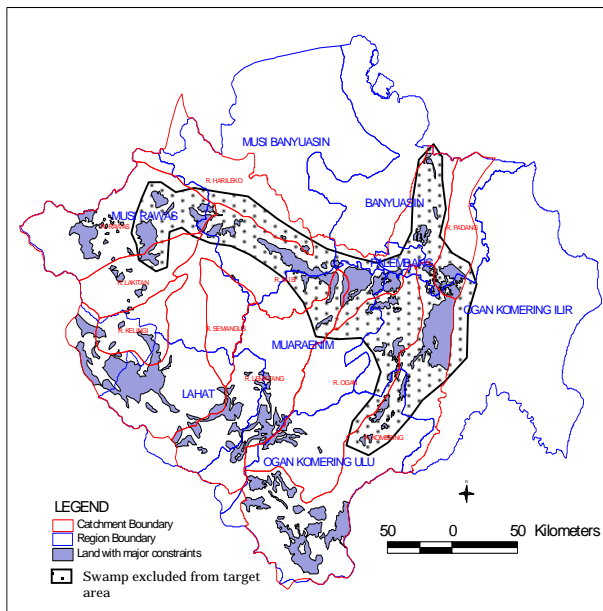 MUSI BANYUASIN
R. HARILEKO
BANYUASIN
MUSI RAWAS
R. PADANG
PALEMBANG
R. LAKITAN
OGAN KOMERING ILIR
R. KELINGI
R. SEMANGUS
MUARAENIM
R. OGAN
LAHAT
OGAN KOMERING ULU
N
LEGEND
Catchment Boundary
Region Boundary
Land with major constraints
Swamp excluded from target
area
50 0 50 Kilometers